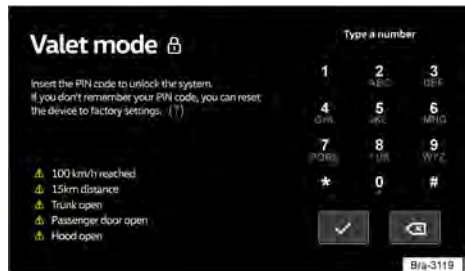 Valet mode
Insert the PIN code to unlock the system.
If you don't remember your PIN code, you can reset
the device to factory settings. (?)
100 km/h reached
15km distance
Trunk open
Passenger door open
Hood open
Type a number
1 2 3
ABC DEF
4 5 6
GHI JKL MNO
7 8 9
PQRS TUV WYZ
* 0 #
Bra-3119